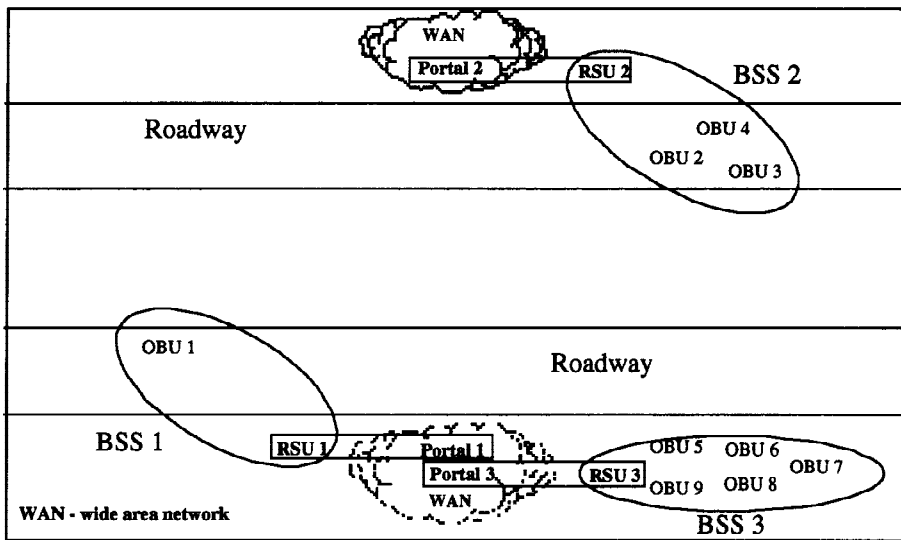 WAN
Portal 2
RSU 2
BSS 2
Roadway
OBU 4
OBU 2
OBU 3
OBU 1
Roadway
BSS 1
RSU 1
Portal 1
Portal 3
RSU 3
WAN
OBU 5
OBU 6
OBU 7
OBU 9
OBU 8
BSS 3
WAN - wide area network